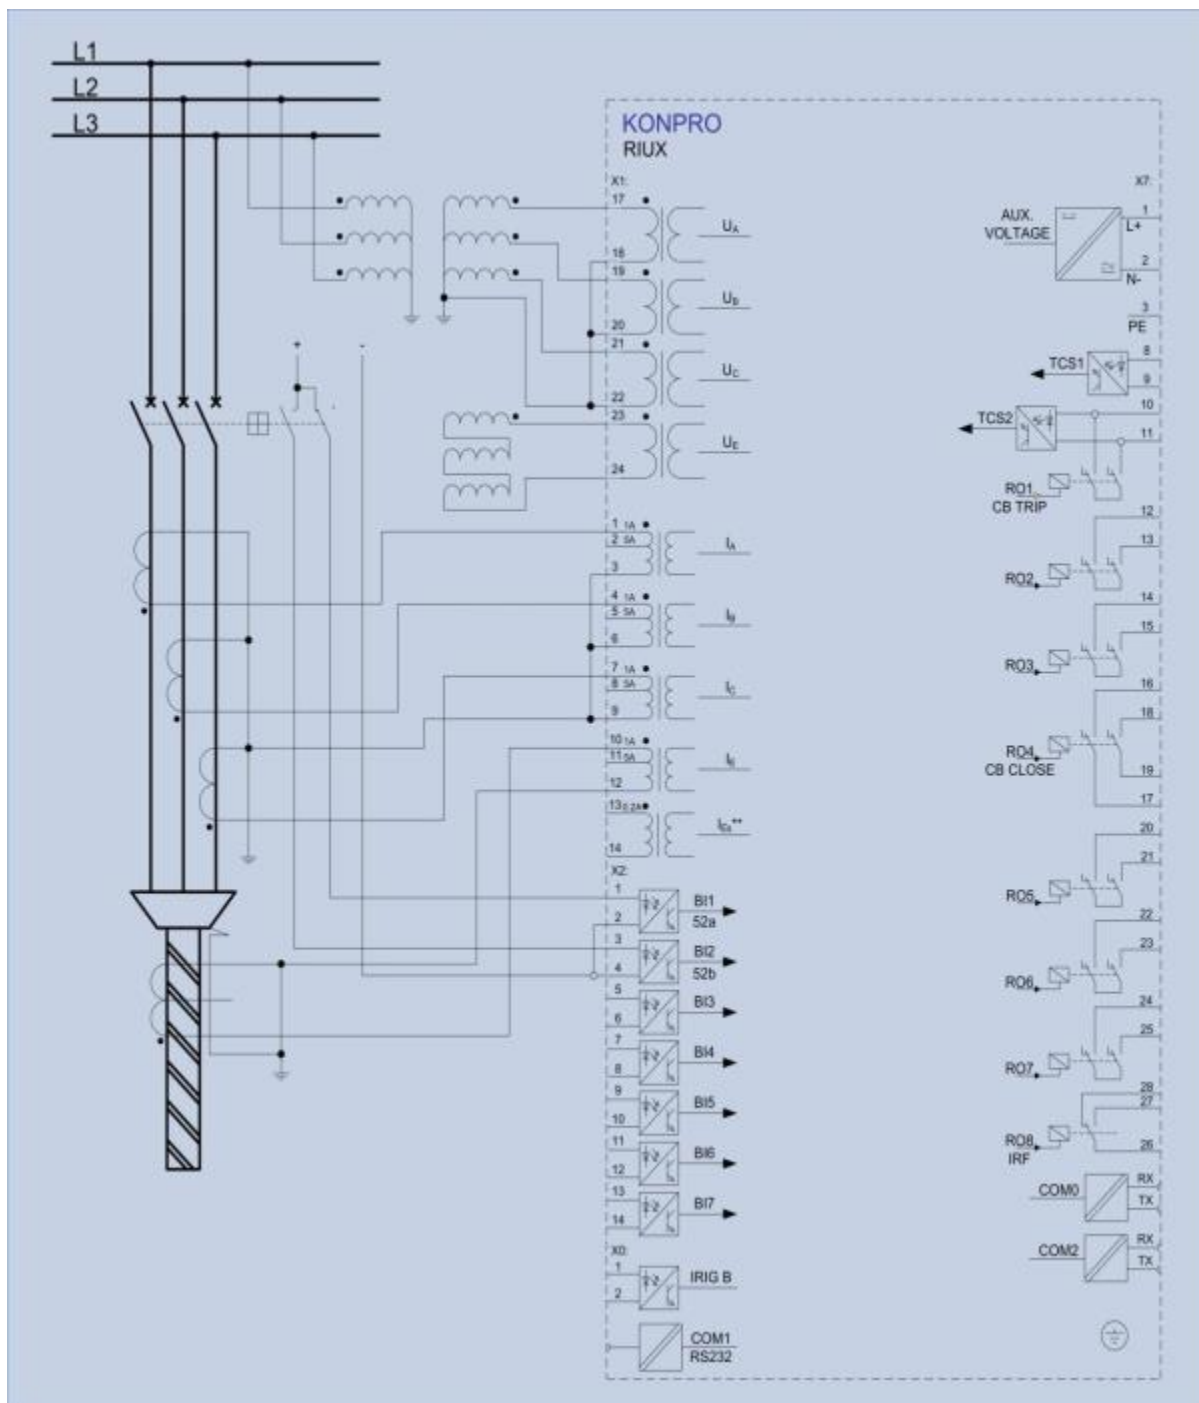 L1
L2
L3
+
-
KONPRO
RIUX
X1:
17
UA
18
19
UB
20
21
UC
22
23
UE
24
1 1A
2 5A
IA
3
4 1A
5 5A
IB
6
7 1A
8 5A
IC
9
10 1A
11 5A
IE
12
13 0.2A
IEo**
14
X2:
1
BI1
2
52a
3
BI2
4
52b
5
BI3
6
7
BI4
8
9
BI5
10
11
BI6
12
13
BI7
14
X0:
1
IRIG B
2
COM1
RS232
X7:
AUX.
VOLTAGE
1
L+
2
N-
3
PE
TCS1
8
9
TCS2
10
11
RO1
CB TRIP
12
13
RO2
14
15
RO3
16
18
RO4
CB CLOSE
19
17
20
21
RO5
22
23
RO6
24
25
RO7
28
27
RO8
IRF
26
COM0
RX
TX
COM2
RX
TX